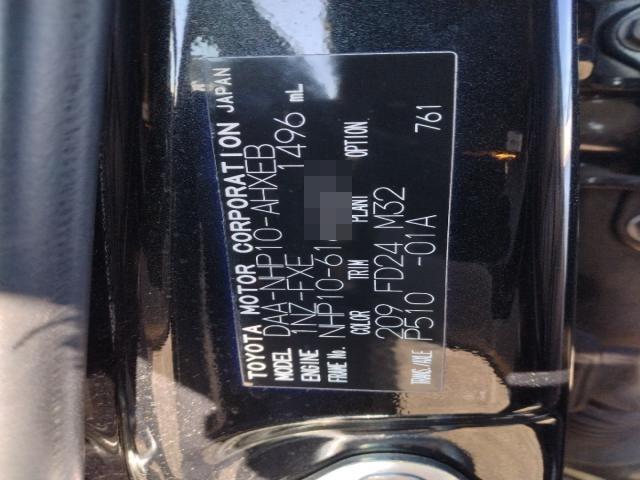 TOYOTA MOTOR CORPORATION JAPAN
MODEL DAA-NHP10-AHXEB
ENGINE 1NZ-FXE 1496 mL
FRAME No. NHP10-61
COLOR TRIM PLANT OPTION
209 FD24 M32 761
TRANS./AXLE P510 -01A